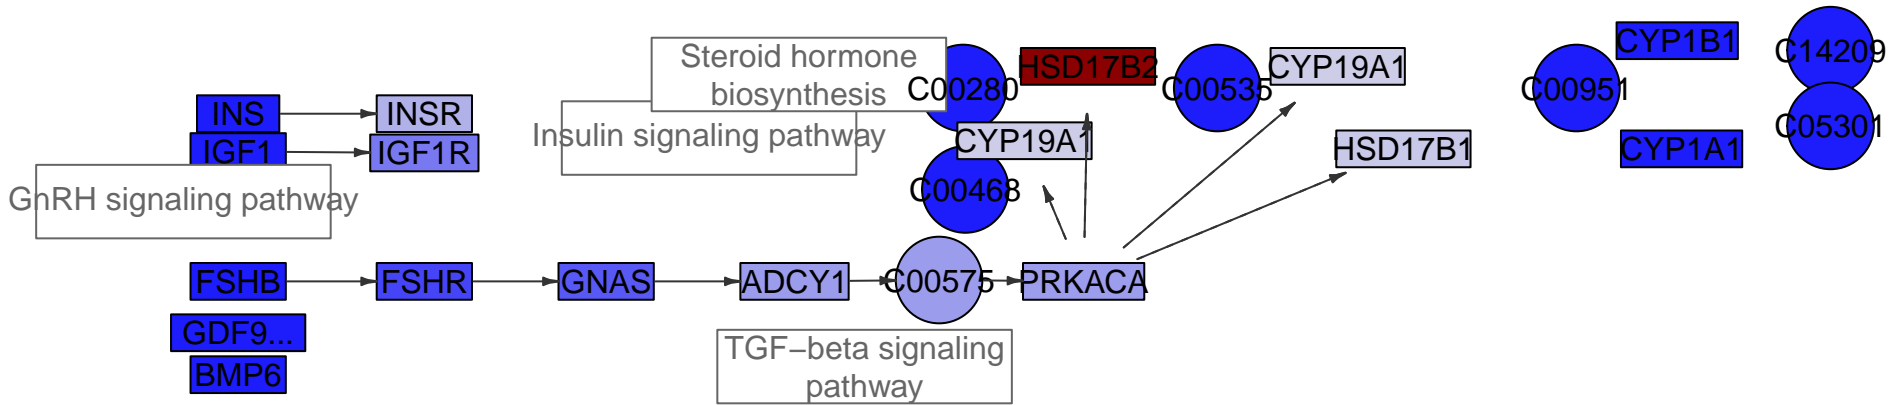 CYP1B1
Steroid hormone
biosynthesis
C00280
HSD17B2
C00535
CYP19A1
C00951
C14209
INS
INSR
Insulin signaling pathway
CYP19A1
IGF1
IGF1R
HSD17B1
CYP1A1
C05301
GnRH signaling pathway
C00468
FSHB
FSHR
GNAS
ADCY1
C00575
PRKACA
GDF9...
TGF−beta signaling
pathway
BMP6